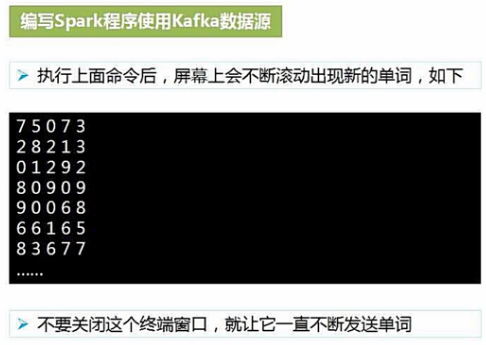 编写Spark程序使用Kafka数据源
➢ 执行上面命令后，屏幕上会不断滚动出现新的单词，如下
7 5 0 7 3
2 8 2 1 3
0 1 2 9 2
8 0 9 0 9
9 0 0 6 8
6 6 1 6 5
8 3 6 7 7
......
➢ 不要关闭这个终端窗口，就让它一直不断发送单词